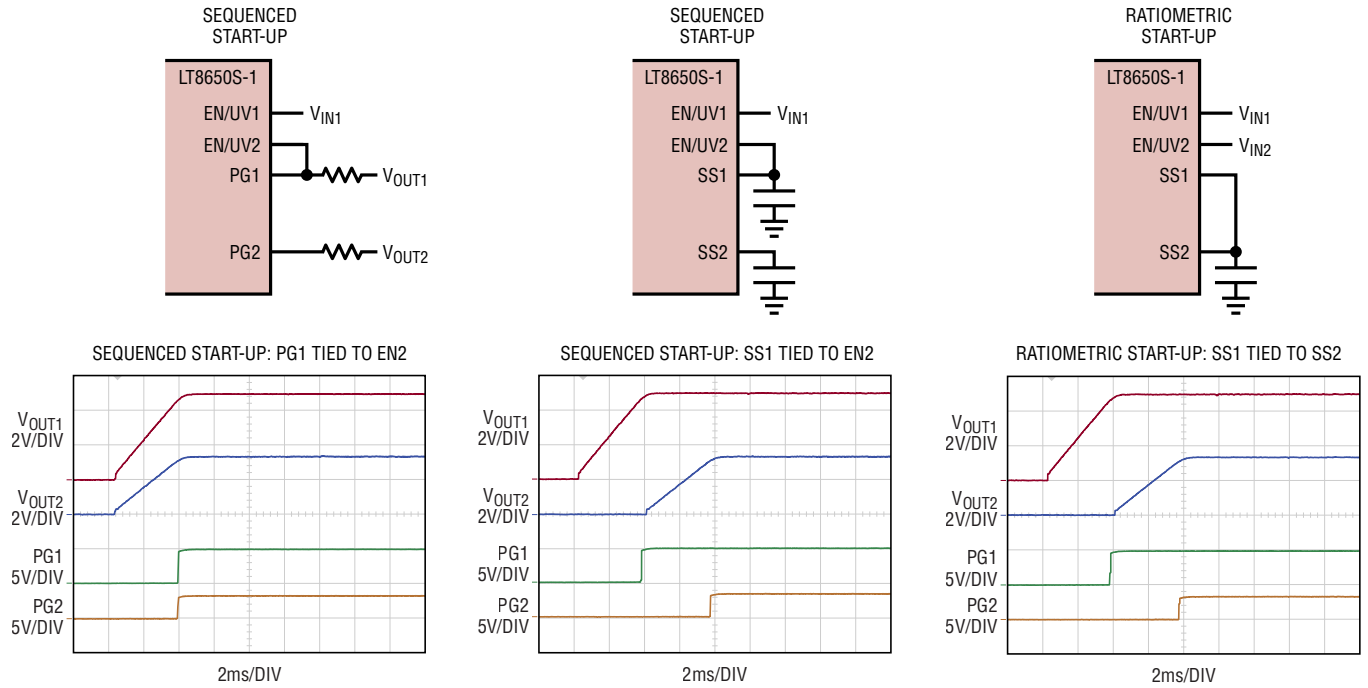 SEQUENCED
START-UP
LT8650S-1
EN/UV1
VIN1
EN/UV2
PG1
VOUT1
PG2
VOUT2
SEQUENCED
START-UP
LT8650S-1
EN/UV1
VIN1
EN/UV2
SS1
SS2
RATIOMETRIC
START-UP
LT8650S-1
EN/UV1
VIN1
EN/UV2
VIN2
SS1
SS2
SEQUENCED START-UP: PG1 TIED TO EN2
VOUT1
2V/DIV
VOUT2
2V/DIV
PG1
5V/DIV
PG2
5V/DIV
2ms/DIV
SEQUENCED START-UP: SS1 TIED TO EN2
VOUT1
2V/DIV
VOUT2
2V/DIV
PG1
5V/DIV
PG2
5V/DIV
2ms/DIV
RATIOMETRIC START-UP: SS1 TIED TO SS2
VOUT1
2V/DIV
VOUT2
2V/DIV
PG1
5V/DIV
PG2
5V/DIV
2ms/DIV